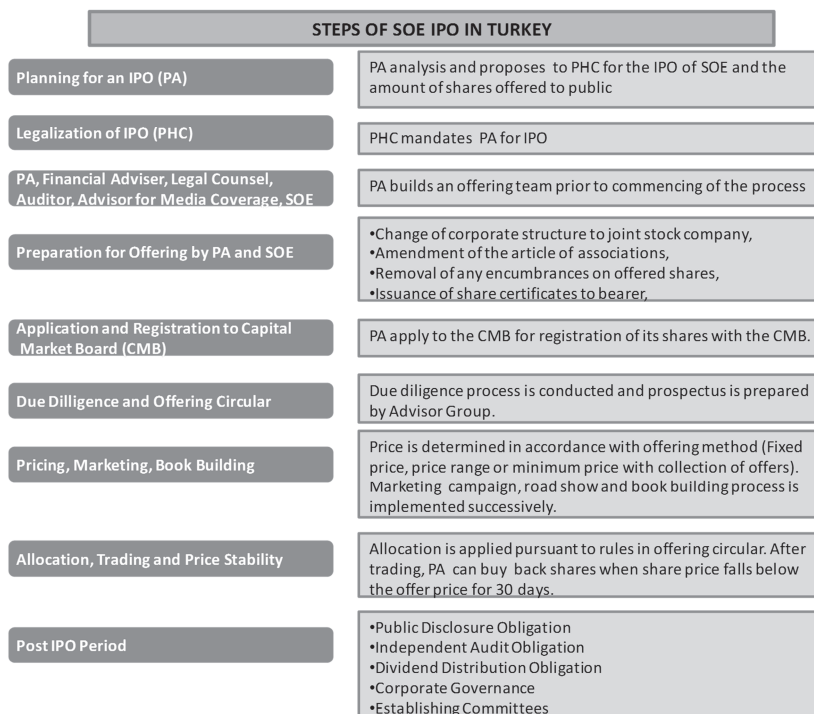 STEPS OF SOE IPO IN TURKEY
Planning for an IPO (PA)
PA analysis and proposes to PHC for the IPO of SOE and the
amount of shares offered to public
Legalization of IPO (PHC)
PHC mandates PA for IPO
PA, Financial Adviser, Legal Counsel,
Auditor, Advisor for Media Coverage, SOE
PA builds an offering team prior to commencing of the process
Preparation for Offering by PA and SOE
•Change of corporate structure to joint stock company,
•Amendment of the article of associations,
•Removal of any encumbrances on offered shares,
•Issuance of share certificates to bearer,
Application and Registration to Capital
Market Board (CMB)
PA apply to the CMB for registration of its shares with the CMB.
Due Dilligence and Offering Circular
Due diligence process is conducted and prospectus is prepared
by Advisor Group.
Pricing, Marketing, Book Building
Price is determined in accordance with offering method (Fixed
price, price range or minimum price with collection of offers).
Marketing campaign, road show and book building process is
implemented successively.
Allocation, Trading and Price Stability
Allocation is applied pursuant to rules in offering circular. After
trading, PA can buy back shares when share price falls below
the offer price for 30 days.
Post IPO Period
•Public Disclosure Obligation
•Independent Audit Obligation
•Dividend Distribution Obligation
•Corporate Governance
•Establishing Committees